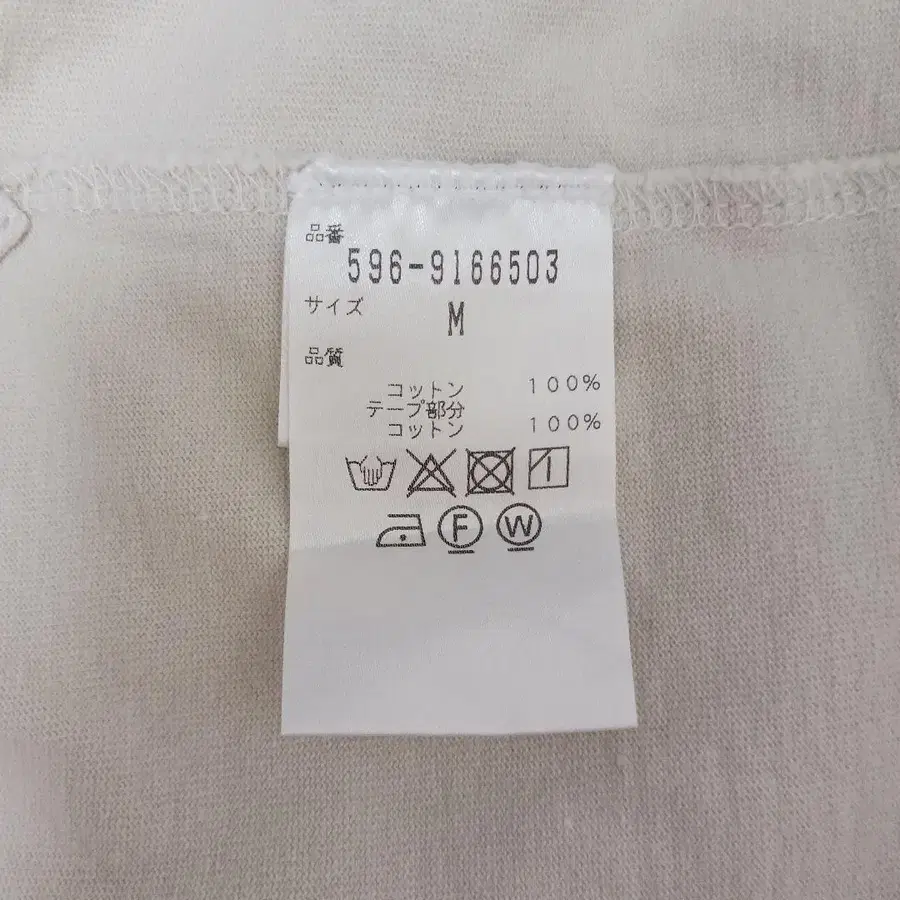 品番
596-9166503
サイズ
M
品質
コットン 100%
テープ部分
コットン 100%
F W